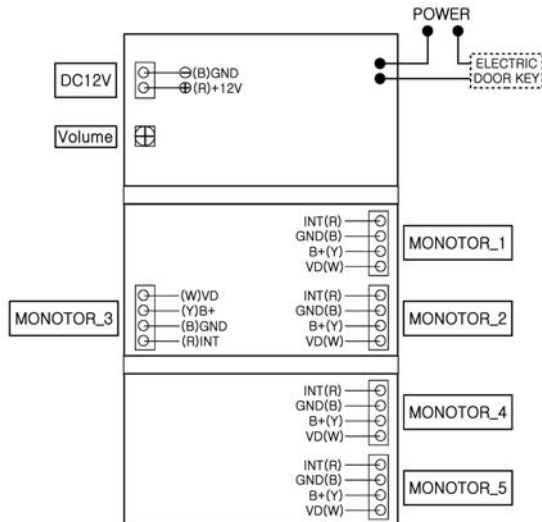 POWER
ELECTRIC
DOOR KEY
DC12V
⊖(B)GND
⊕(R)+12V
Volume
INT(R)
GND(B)
B+(Y)
VD(W)
MONOTOR_1
MONOTOR_3
(W)VD
(Y)B+
(B)GND
(R)INT
INT(R)
GND(B)
B+(Y)
VD(W)
MONOTOR_2
INT(R)
GND(B)
B+(Y)
VD(W)
MONOTOR_4
INT(R)
GND(B)
B+(Y)
VD(W)
MONOTOR_5